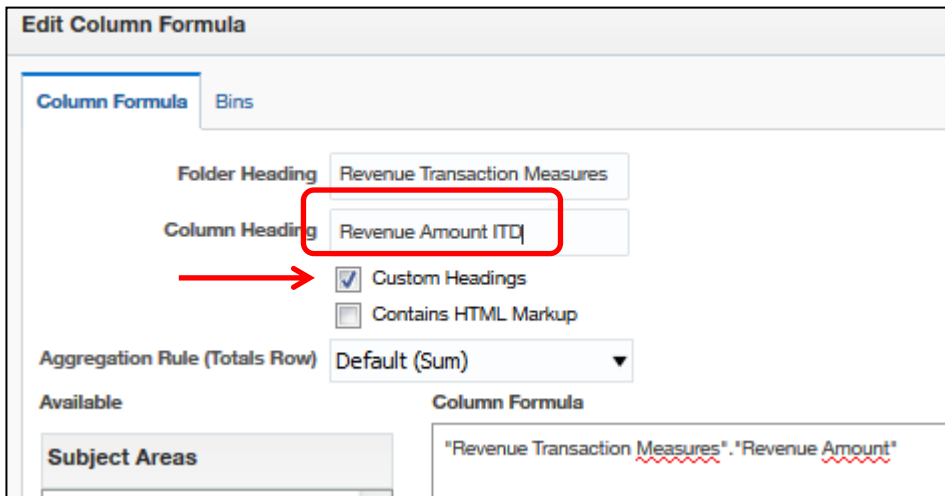 Edit Column Formula
Column Formula Bins
Folder Heading Revenue Transaction Measures
Column Heading Revenue Amount ITD
Custom Headings
Contains HTML Markup
Aggregation Rule (Totals Row) Default (Sum)
Available Column Formula
Subject Areas "Revenue Transaction Measures"."Revenue Amount"